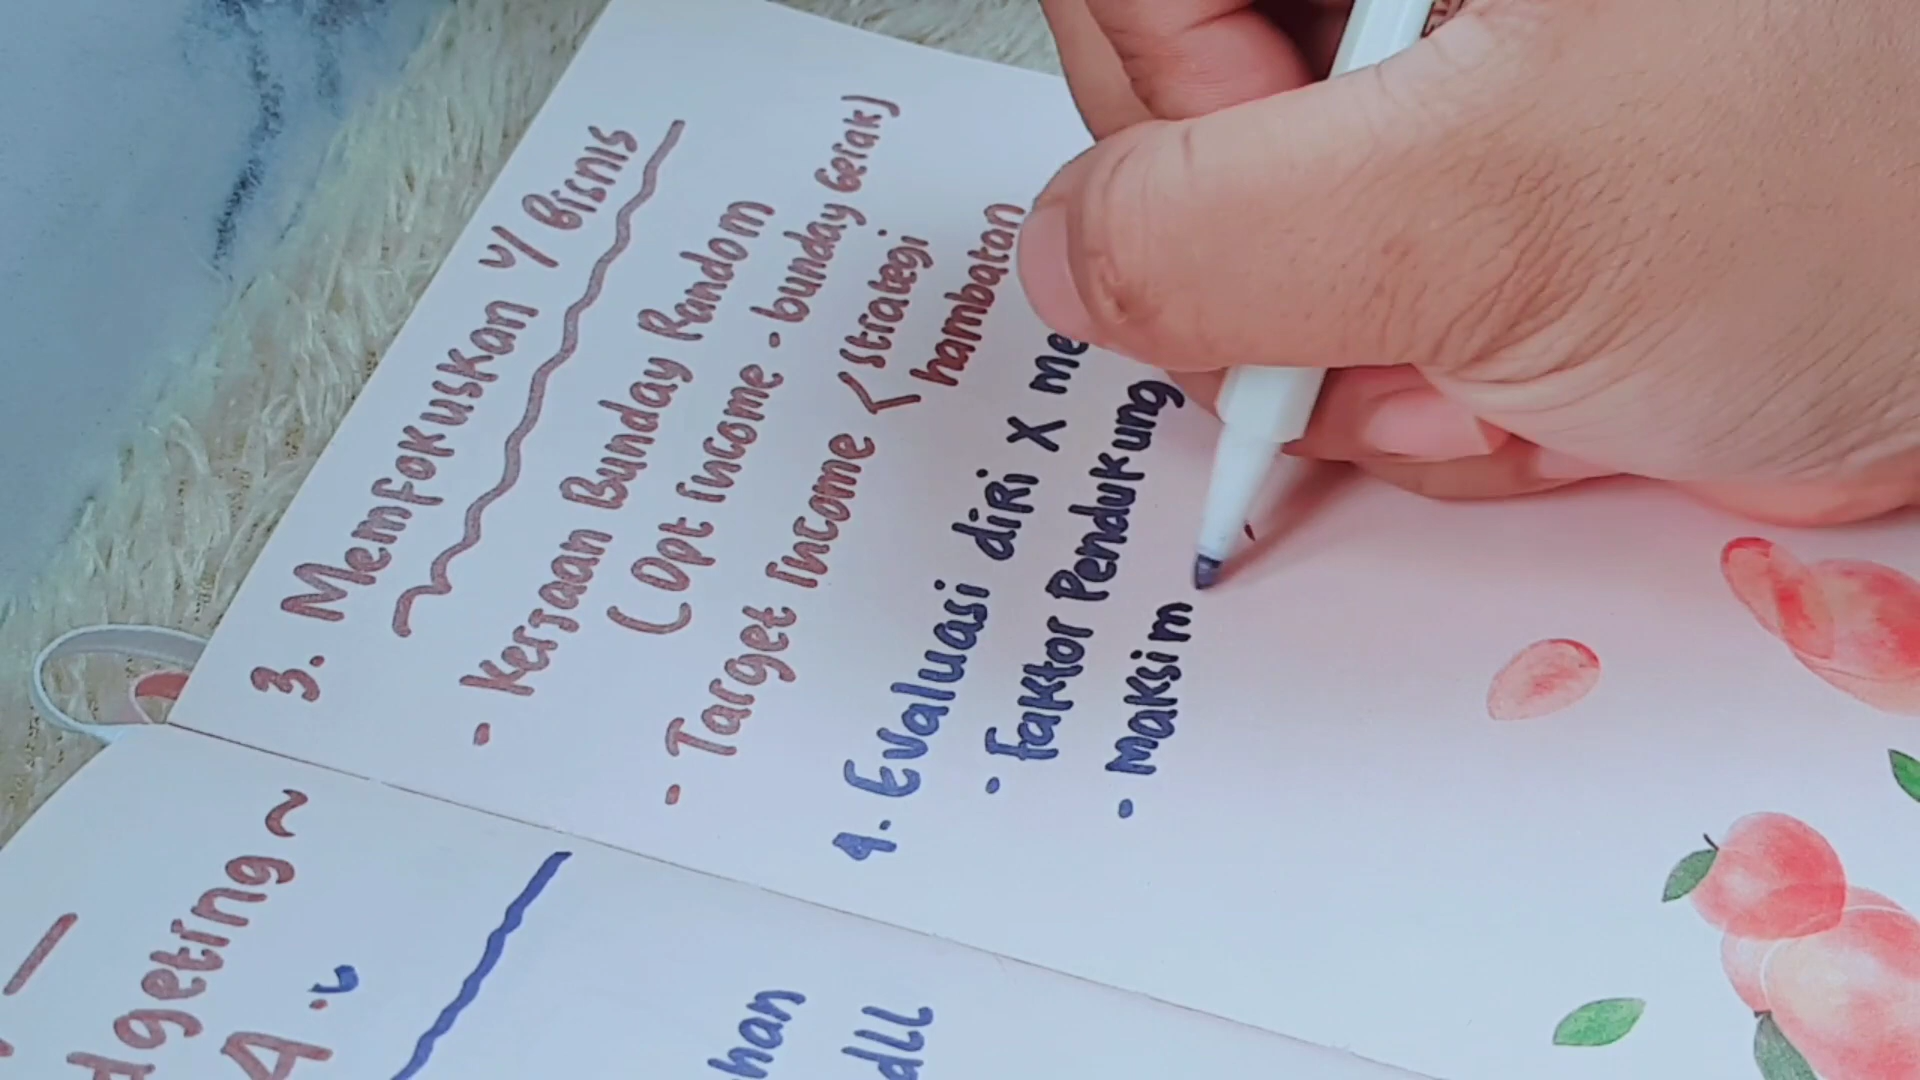 3. Memfokuskan u/ Bisnis
- Kerjaan Bunday Random
( Opt income - bunday Gerak)
- Target income < strategi
hambatan
4. Evaluasi diri X me
- faktor Pendukung
- Maksim
dgeting ~
han
dll